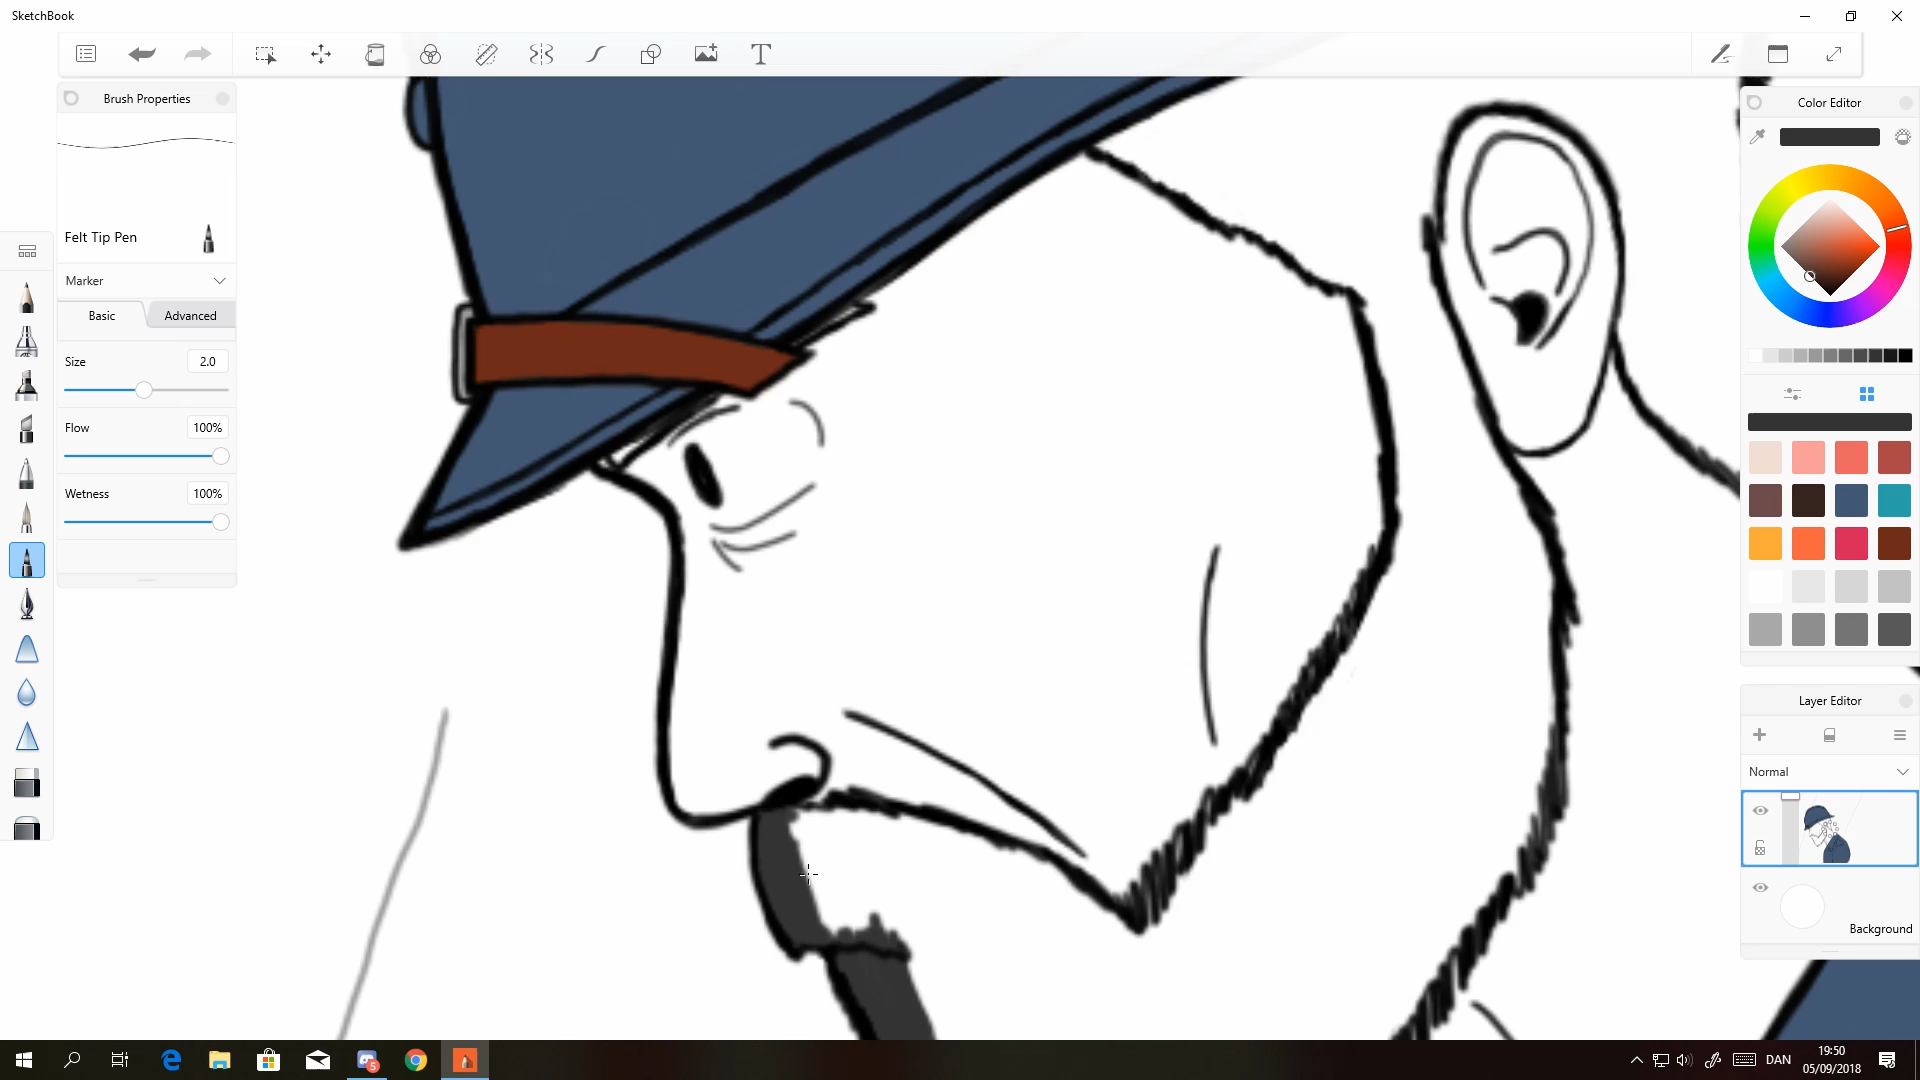 SketchBook
Brush Properties
Felt Tip Pen
Marker
Basic
Advanced
Size
2.0
Flow
100%
Wetness
100%
Color Editor
Layer Editor
Normal
Background
5
DAN
19:50
05/09/2018